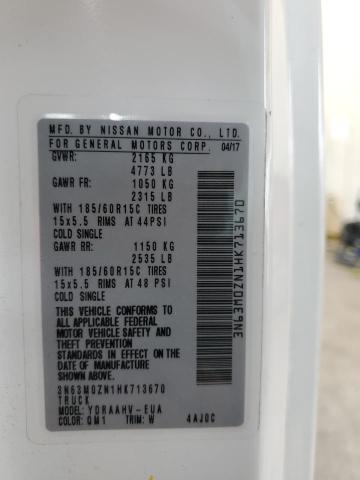 MFD. BY NISSAN MOTOR CO., LTD.
FOR GENERAL MOTORS CORP. 04/17
GVWR: 2165 KG
4773 LB
GAWR FR: 1050 KG
2315 LB
WITH 185/60R15C TIRES
15x5.5 RIMS AT 44PSI
COLD SINGLE
GAWR RR: 1150 KG
2535 LB
WITH 185/60R15C TIRES
15x5.5 RIMS AT 48 PSI
COLD SINGLE
THIS VEHICLE CONFORMS TO
ALL APPLICABLE FEDERAL
MOTOR VEHICLE SAFETY AND
THEFT PREVENTION STANDARDS
IN EFFECT ON THE DATE OF
MANUFACTURE SHOWN ABOVE.
3N63M0ZN1HK713670
TRUCK
MODEL: YDRAAHV-EUA
COLOR: QM1 TRIM: W 4AJ0C
3N63M0ZN1HK713670